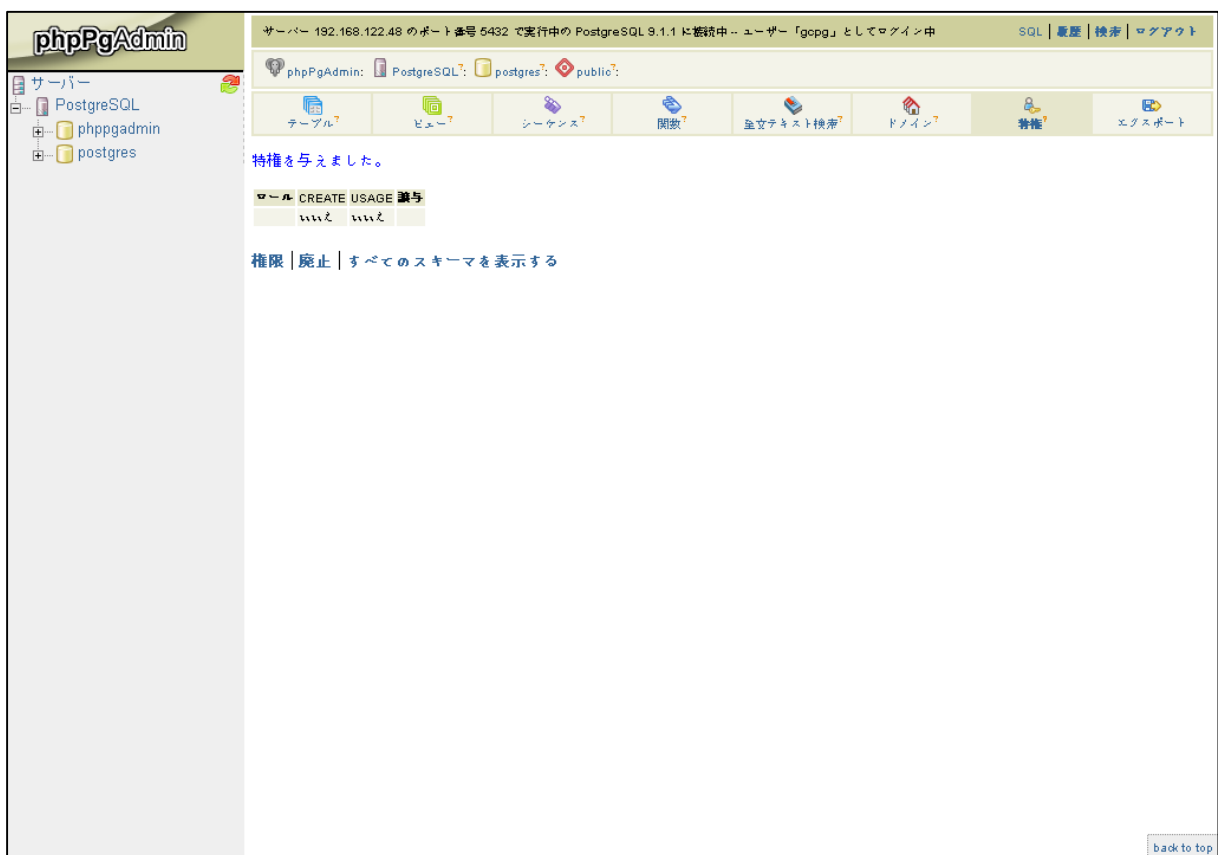 phpPgAdmin
サーバー
PostgreSQL
phppgadmin
postgres
サーバー 192.168.122.48 のポート番号 5432 で実行中の PostgreSQL 9.1.1 に接続中 -- ユーザー「gcpg」としてログイン中
SQL | 履歴 | 検索 | ログアウト
phpPgAdmin: PostgreSQL?: postgres?: public?:
テーブル? ビュー? シーケンス? 関数? 全文テキスト検索? ドメイン? 特権? エクスポート
特権を与えました。
ロール CREATE USAGE 譲与
いいえ いいえ
権限 | 廃止 | すべてのスキーマを表示する
back to top